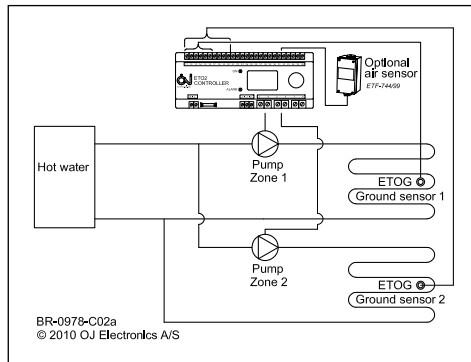 OJ
ETO2
CONTROLLER
ON
ALARM
Optional
air sensor
ETF-744/99
Hot water
Pump
Zone 1
ETOG
Ground sensor 1
Pump
Zone 2
ETOG
Ground sensor 2
BR-0978-C02a
© 2010 OJ Electronics A/S